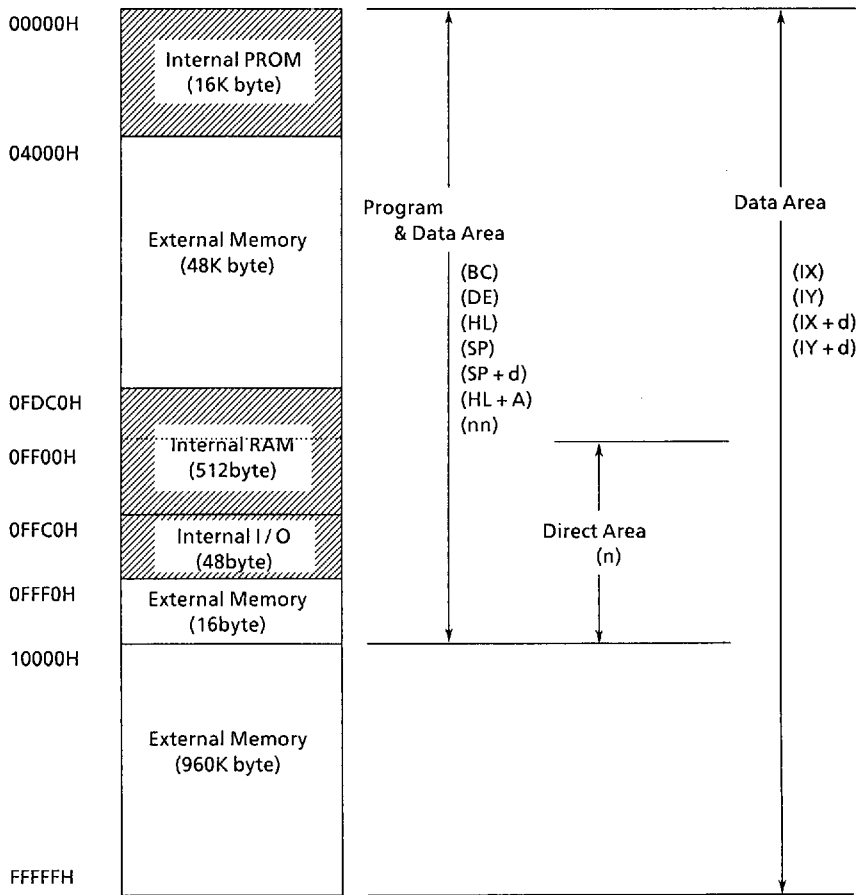 00000H
Internal PROM
(16K byte)
04000H
External Memory
(48K byte)
0FDC0H
Internal RAM
(512byte)
0FF00H
0FFC0H
Internal I / O
(48byte)
0FFF0H
External Memory
(16byte)
10000H
External Memory
(960K byte)
FFFFFH
Program
& Data Area
(BC)
(DE)
(HL)
(SP)
(SP + d)
(HL + A)
(nn)
Direct Area
(n)
Data Area
(IX)
(IY)
(IX + d)
(IY + d)